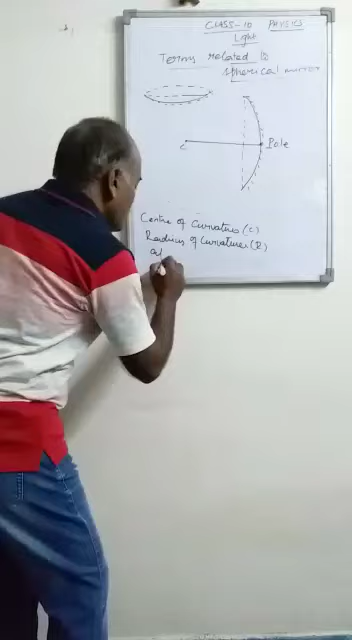 CLASS-10 PHYSICS
Light
Terms related to
Spherical mirror
C
Pole
Centre of Curvature (C)
Radius of Curvature (R)